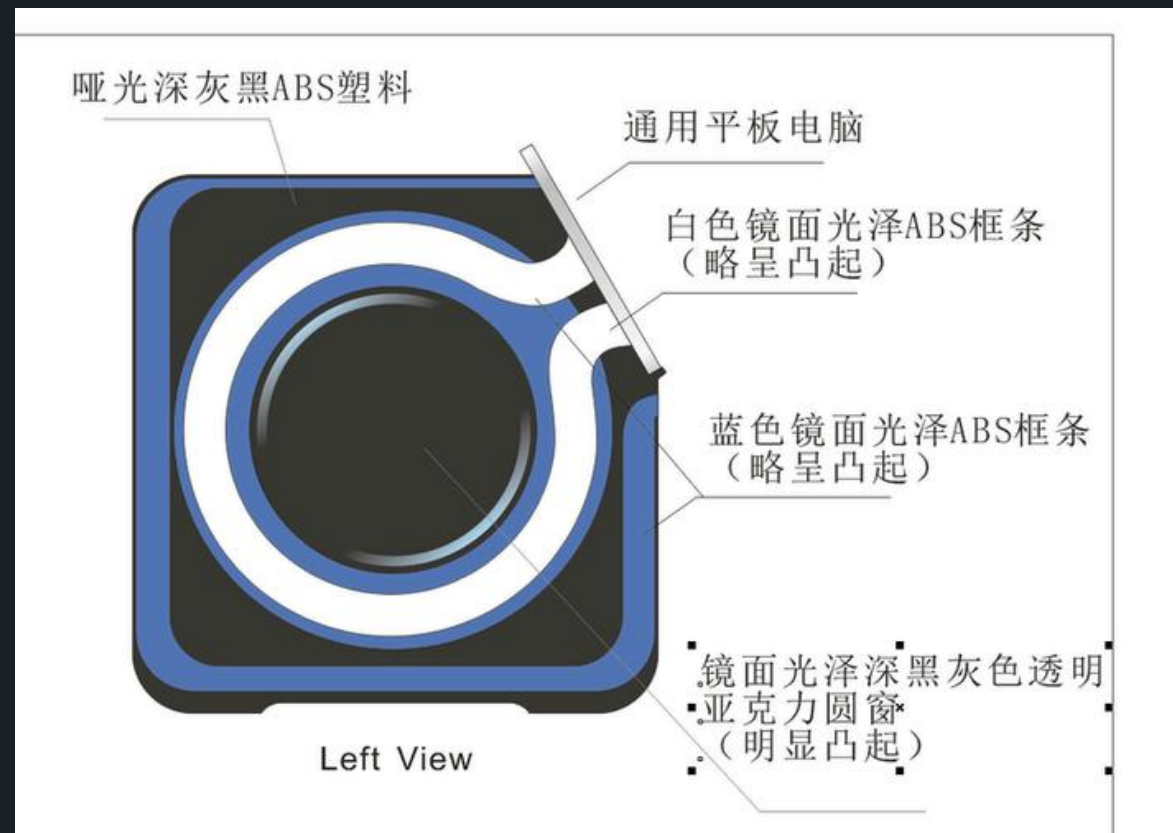 哑光深灰黑ABS塑料
通用平板电脑
白色镜面光泽ABS框条
（略呈凸起）
蓝色镜面光泽ABS框条
（略呈凸起）
镜面光泽深黑灰色透明
亚克力圆窗
（明显凸起）
Left View